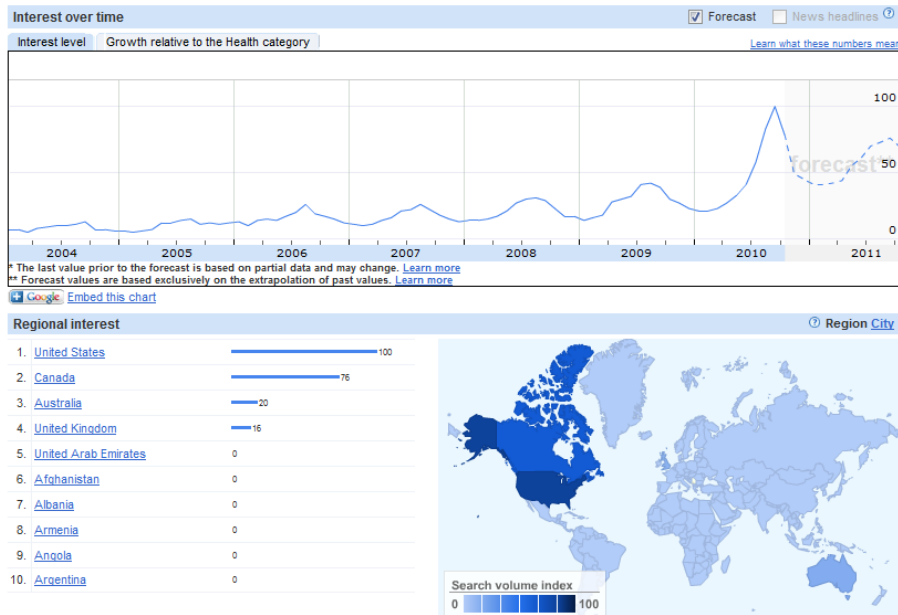 Interest over time
Forecast
News headlines ?
Interest level
Growth relative to the Health category
Learn what these numbers mean
100
forecast**
50
0
2004 2005 2006 2007 2008 2009 2010 2011
* The last value prior to the forecast is based on partial data and may change. Learn more
** Forecast values are based exclusively on the extrapolation of past values. Learn more
Google Embed this chart
Regional interest
? Region City
1. United States 100
2. Canada 76
3. Australia 20
4. United Kingdom 16
5. United Arab Emirates 0
6. Afghanistan 0
7. Albania 0
8. Armenia 0
9. Angola 0
10. Argentina 0
Search volume index
0 100